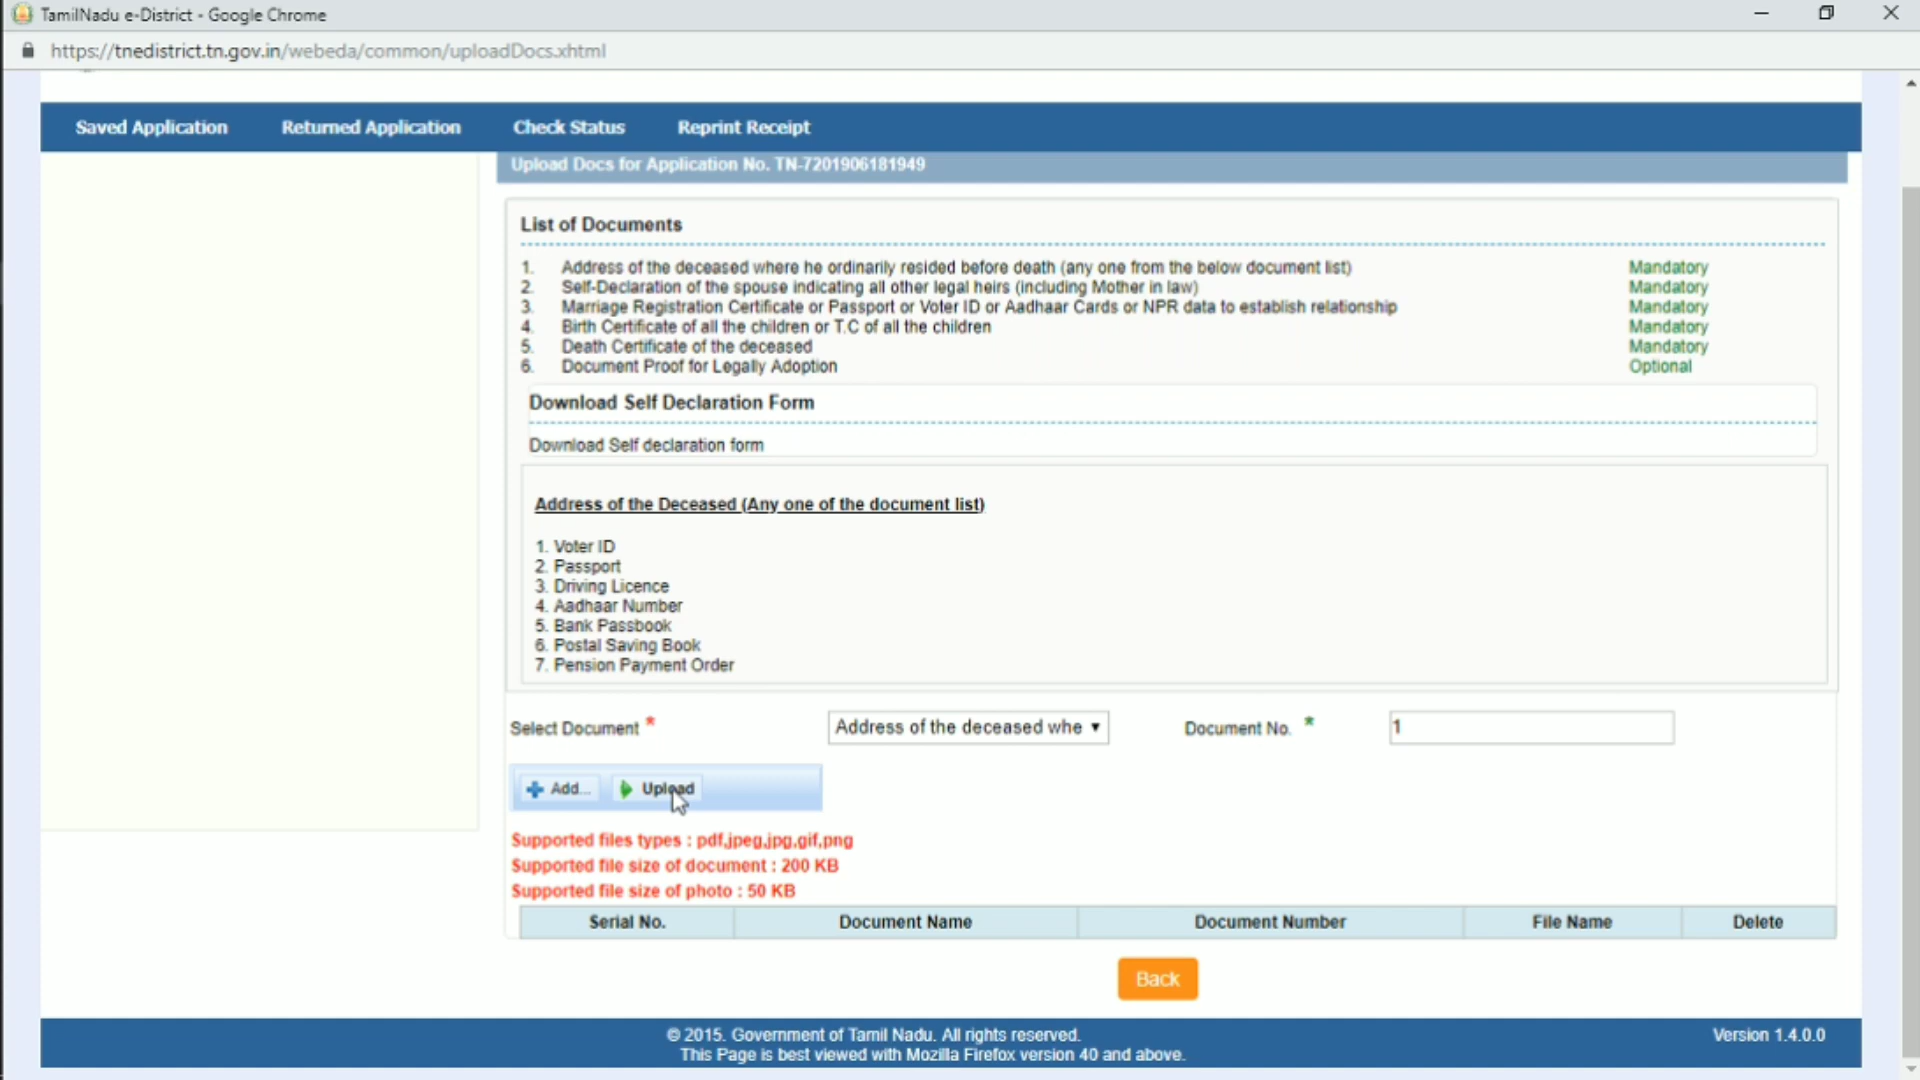 TamilNadu e-District - Google Chrome
https://tnedistrict.tn.gov.in/webeda/common/uploadDocs.xhtml
Saved Application Returned Application Check Status Reprint Receipt
Upload Docs for Application No. TN-7201906181949
List of Documents
1. Address of the deceased where he ordinarily resided before death (any one from the below document list) Mandatory
2. Self-Declaration of the spouse indicating all other legal heirs (including Mother in law) Mandatory
3. Marriage Registration Certificate or Passport or Voter ID or Aadhaar Cards or NPR data to establish relationship Mandatory
4. Birth Certificate of all the children or T.C of all the children Mandatory
5. Death Certificate of the deceased Mandatory
6. Document Proof for Legally Adoption Optional
Download Self Declaration Form
Download Self declaration form
Address of the Deceased (Any one of the document list)
1. Voter ID
2. Passport
3. Driving Licence
4. Aadhaar Number
5. Bank Passbook
6. Postal Saving Book
7. Pension Payment Order
Select Document * Address of the deceased whe Document No. * 1
Add... Upload
Supported files types : pdf,jpeg,jpg,gif,png
Supported file size of document : 200 KB
Supported file size of photo : 50 KB
Serial No. Document Name Document Number File Name Delete
Back
© 2015. Government of Tamil Nadu. All rights reserved. Version 1.4.0.0
This Page is best viewed with Mozilla Firefox version 40 and above.